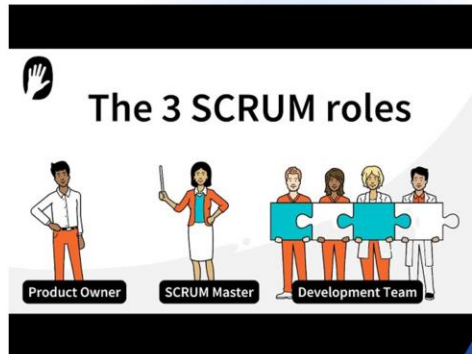 The 3 SCRUM roles
Product Owner
SCRUM Master
Development Team